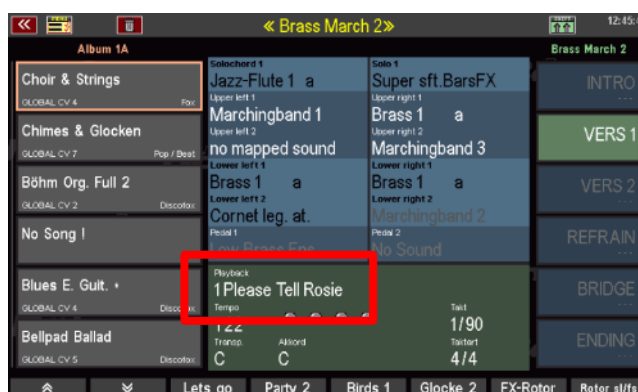 « Brass March 2»
12:45:
Album 1A
Brass March 2
Choir & Strings
GLOBAL CV 4 Fox
Chimes & Glocken
GLOBAL CV 7 Pop / Beat
Böhm Org. Full 2
GLOBAL CV 2 Discofox
No Song !
Blues E. Guit. •
GLOBAL CV 4
Bellpad Ballad
GLOBAL CV 5 Discofox
Solochord 1
Jazz-Flute 1 a
Solo 1
Super sft.BarsFX
Upper left 1
Marchingband 1
Upper right 1
Brass 1 a
Upper left 2
no mapped sound
Upper right 2
Marchingband 3
Lower left 1
Brass 1 a
Lower right 1
Brass 1 a
Lower left 2
Cornet leg. at.
Lower right 2
Marchingband 2
Pedal 1
Low Brass Ens
Pedal 2
No Sound
Playback
1 Please Tell Rosie
Tempo
122
Takt
1/90
Transp.
C
Akkord
C
Taktart
4/4
INTRO
VERS 1
VERS 2
REFRAIN
BRIDGE
ENDING
Lets go
Party 2
Birds 1
Glocke 2
FX-Rotor
Rotor sl/fs